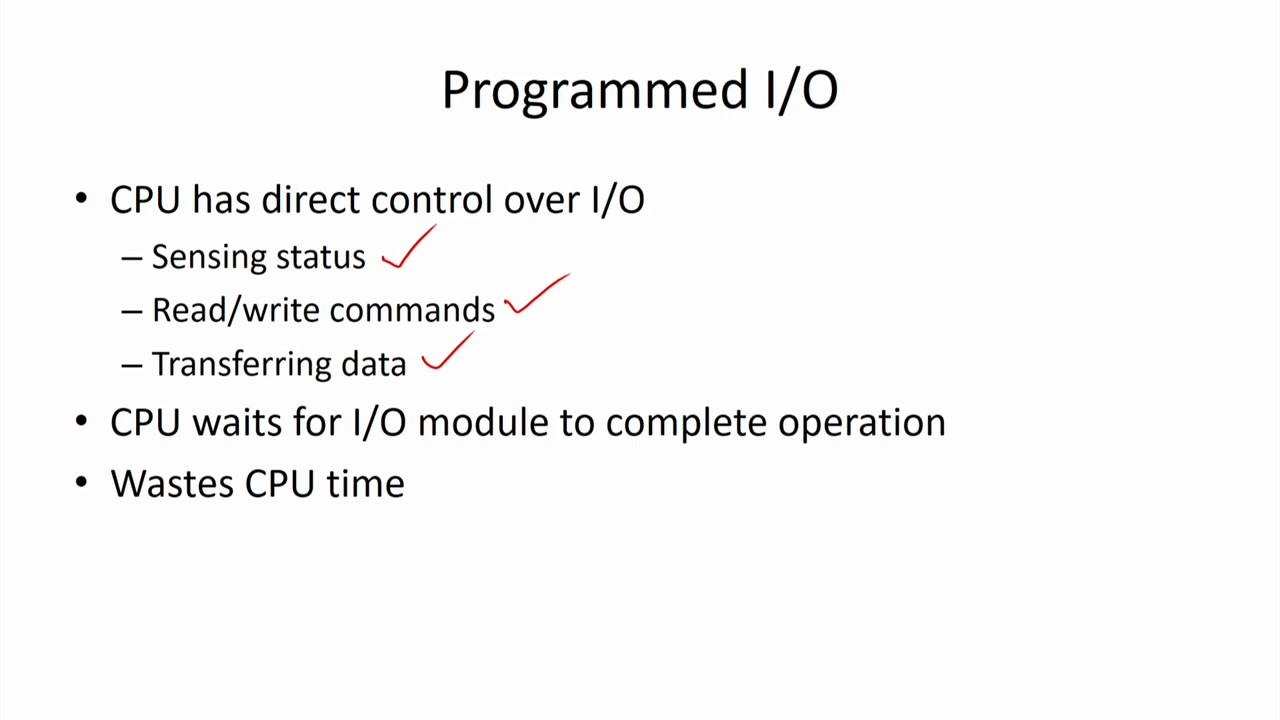 Programmed I/O
• CPU has direct control over I/O
– Sensing status
– Read/write commands
– Transferring data
• CPU waits for I/O module to complete operation
• Wastes CPU time